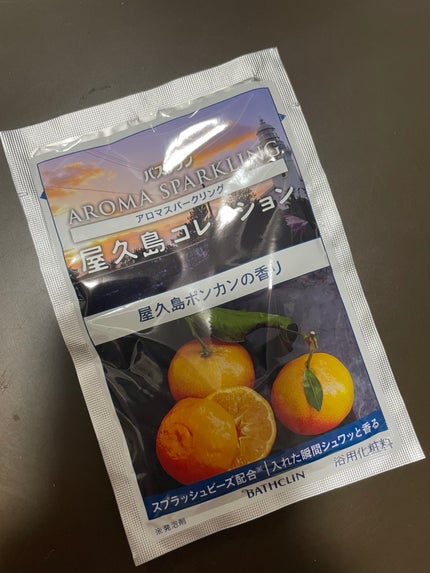 バスクリン
AROMA SPARKLING
アロマスパークリング
屋久島コレクション
屋久島ポンカンの香り
スプラッシュビーズ配合※ 入れた瞬間シュワッと香る
BATHCLIN 浴用化粧料
※発泡剤